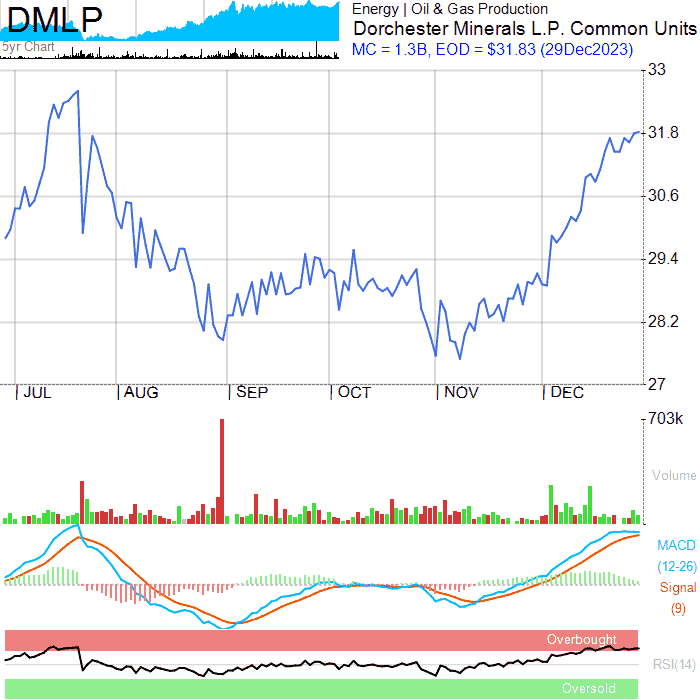 DMLP
5yr Chart
Energy | Oil & Gas Production
Dorchester Minerals L.P. Common Units
MC = 1.3B, EOD = $31.83 (29Dec2023)
33
31.8
30.6
29.4
28.2
27
JUL AUG SEP OCT NOV DEC
703k
Volume
MACD
(12-26)
Signal
(9)
Overbought
RSI(14)
Oversold